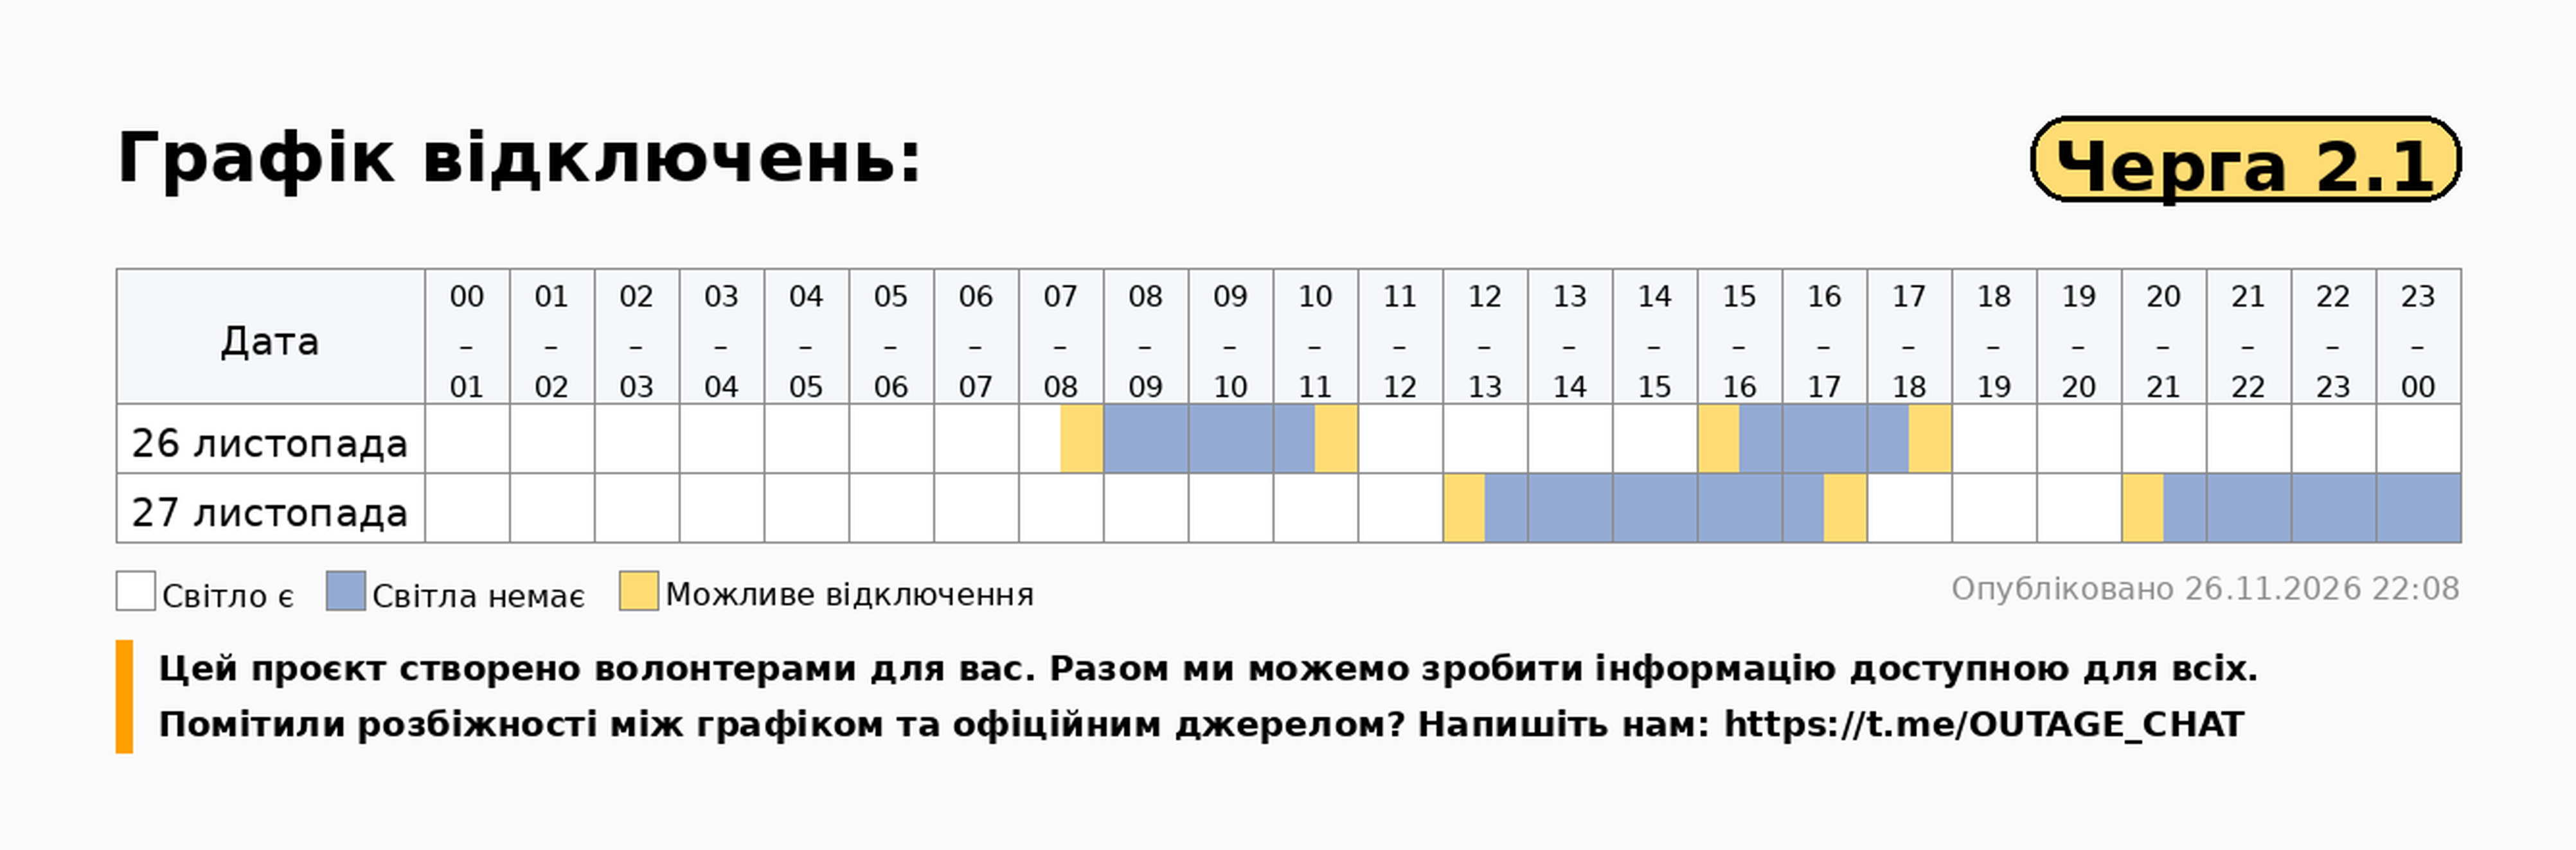 Графік відключень:
Черга 2.1
Дата
00 – 01
01 – 02
02 – 03
03 – 04
04 – 05
05 – 06
06 – 07
07 – 08
08 – 09
09 – 10
10 – 11
11 – 12
12 – 13
13 – 14
14 – 15
15 – 16
16 – 17
17 – 18
18 – 19
19 – 20
20 – 21
21 – 22
22 – 23
23 – 00
26 листопада
27 листопада
Світло є
Світла немає
Можливе відключення
Опубліковано 26.11.2026 22:08
Цей проєкт створено волонтерами для вас. Разом ми можемо зробити інформацію доступною для всіх.
Помітили розбіжності між графіком та офіційним джерелом? Напишіть нам: https://t.me/OUTAGE_CHAT